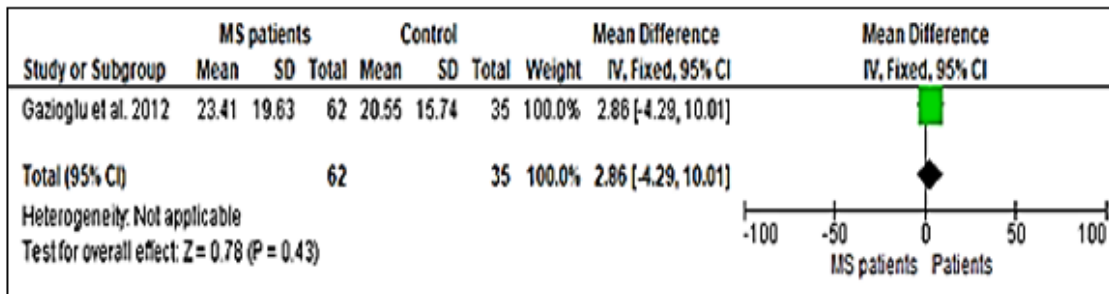 MS patients Control Mean Difference Mean Difference
Study or Subgroup Mean SD Total Mean SD Total Weight IV, Fixed, 95% CI IV, Fixed, 95% CI
Gazioglu et al. 2012 23.41 19.63 62 20.55 15.74 35 100.0% 2.86 [-4.29, 10.01]
Total (95% CI) 62 35 100.0% 2.86 [-4.29, 10.01]
Heterogeneity: Not applicable
Test for overall effect: Z = 0.78 (P = 0.43)
-100 -50 0 50 100
MS patients Patients